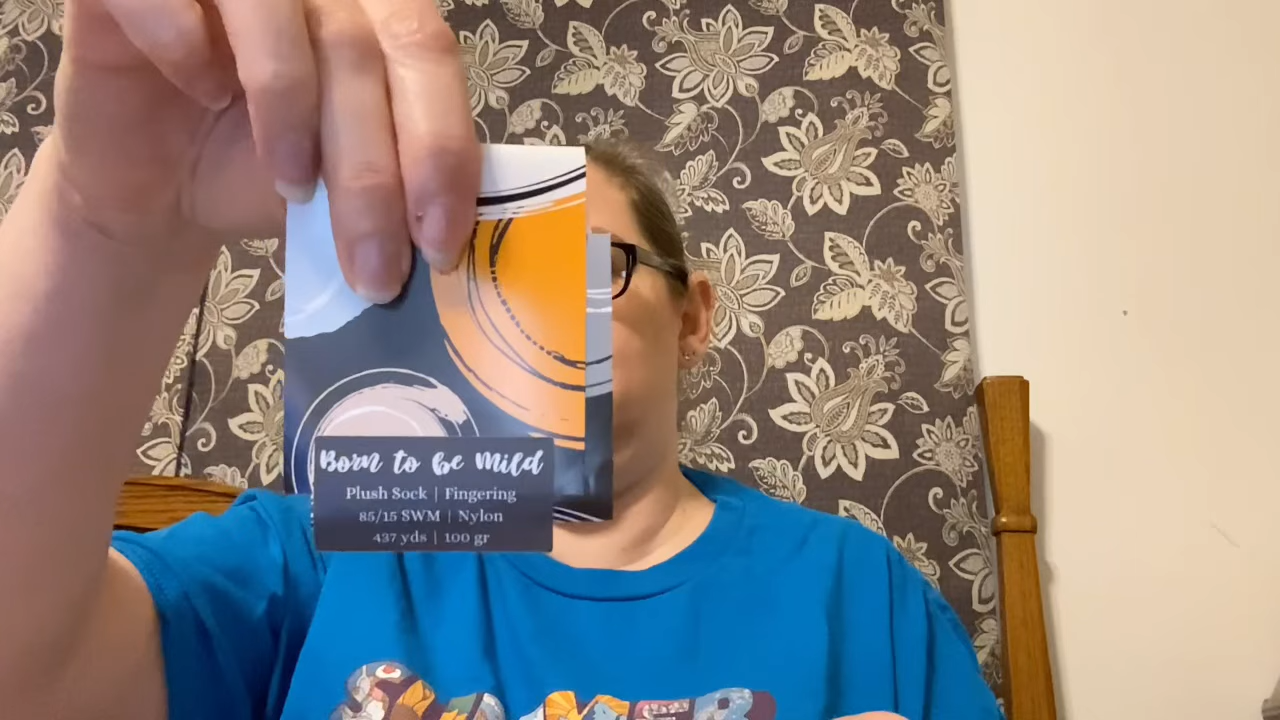 Born to be Mild
Plush Sock | Fingering
85/15 SWM | Nylon
437 yds | 100 gr